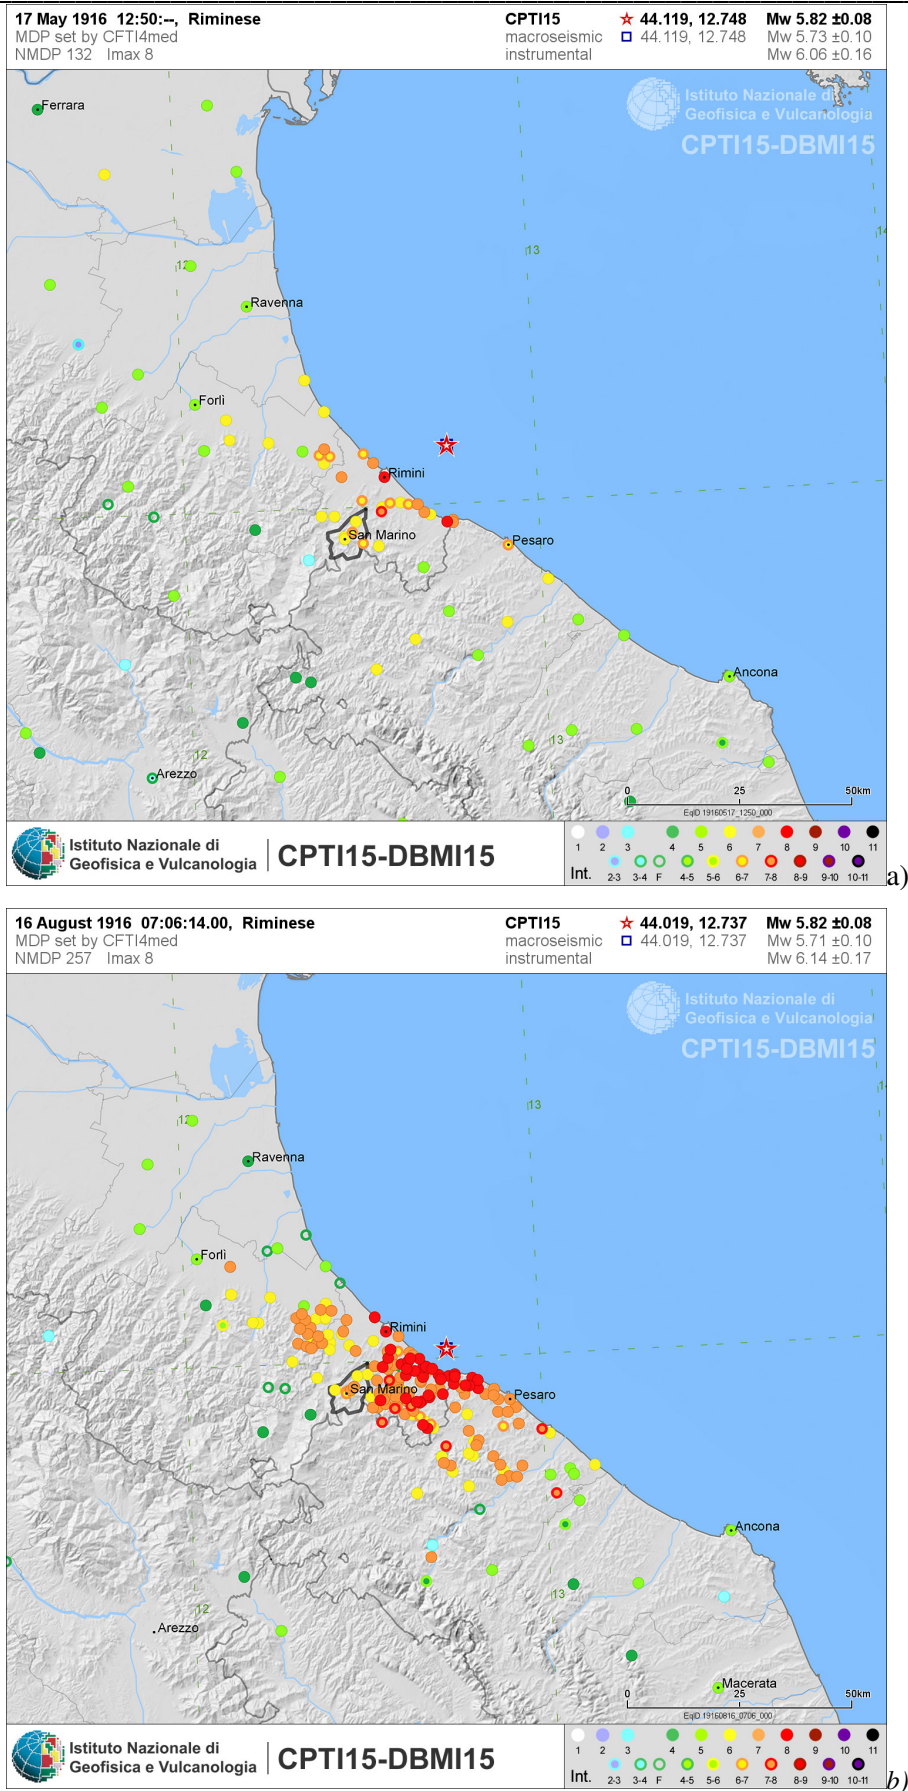 17 May 1916 12:50:--, Riminese CPTI15 44.119, 12.748 Mw 5.82 ±0.08
MDP set by CFTI4med macroseismic 44.119, 12.748 Mw 5.73 ±0.10
NMDP 132 Imax 8 instrumental Mw 6.06 ±0.16
Ferrara
Istituto Nazionale di
Geofisica e Vulcanologia
CPTI15-DBMI15
14
13
12
Ravenna
Forlì
Rimini
San Marino
Pesaro
Ancona
13
12
Arezzo
0 25 50km
EqID 19160517_1250_000
Istituto Nazionale di
Geofisica e Vulcanologia
CPTI15-DBMI15
1 2 3 4 5 6 7 8 9 10 11
Int. 2-3 3-4 F 4-5 5-6 6-7 7-8 8-9 9-10 10-11
a)
16 August 1916 07:06:14.00, Riminese CPTI15 44.019, 12.737 Mw 5.82 ±0.08
MDP set by CFTI4med macroseismic 44.019, 12.737 Mw 5.71 ±0.10
NMDP 257 Imax 8 instrumental Mw 6.14 ±0.17
Istituto Nazionale di
Geofisica e Vulcanologia
CPTI15-DBMI15
13
12
Ravenna
Forlì
Rimini
San Marino
Pesaro
Ancona
13
12
Arezzo
Macerata
0 25 50km
EqID 19160816_0706_000
Istituto Nazionale di
Geofisica e Vulcanologia
CPTI15-DBMI15
1 2 3 4 5 6 7 8 9 10 11
Int. 2-3 3-4 F 4-5 5-6 6-7 7-8 8-9 9-10 10-11
b)